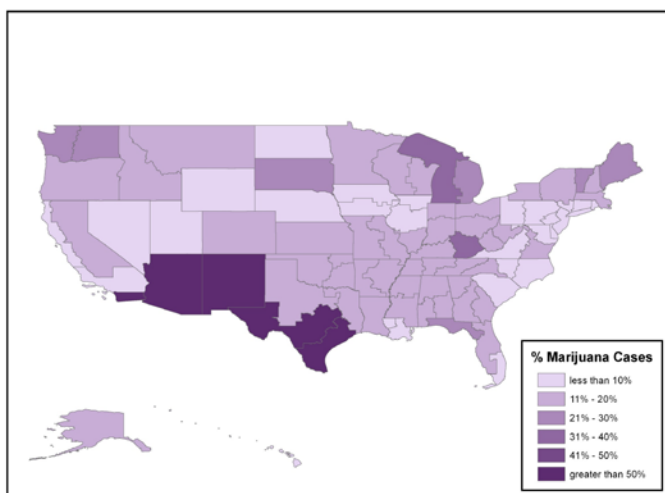 % Marijuana Cases
less than 10%
11% - 20%
21% - 30%
31% - 40%
41% - 50%
greater than 50%